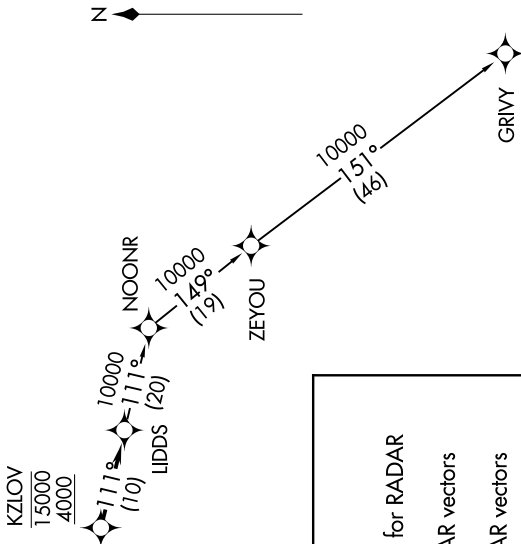 N
GRIVY
10000
151°
(46)
ZEYOU
10000
149°
(19)
NOONR
10000
111°
(20)
LIDDS
111°
(10)
KZLOV
15000
4000
for RADAR
AR vectors
AR vectors